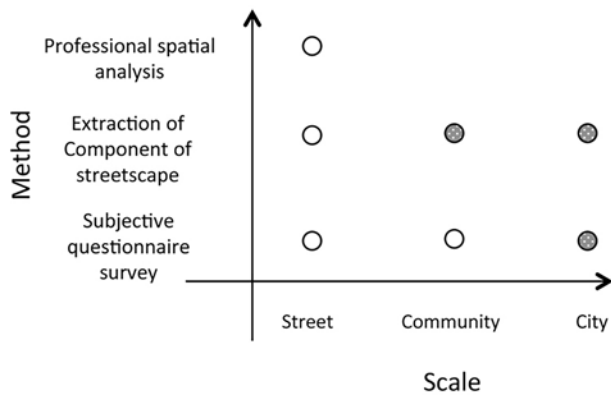 Professional spatial
analysis
Extraction of
Component of
streetscape
Subjective
questionnaire
survey
Method
Street
Community
City
Scale